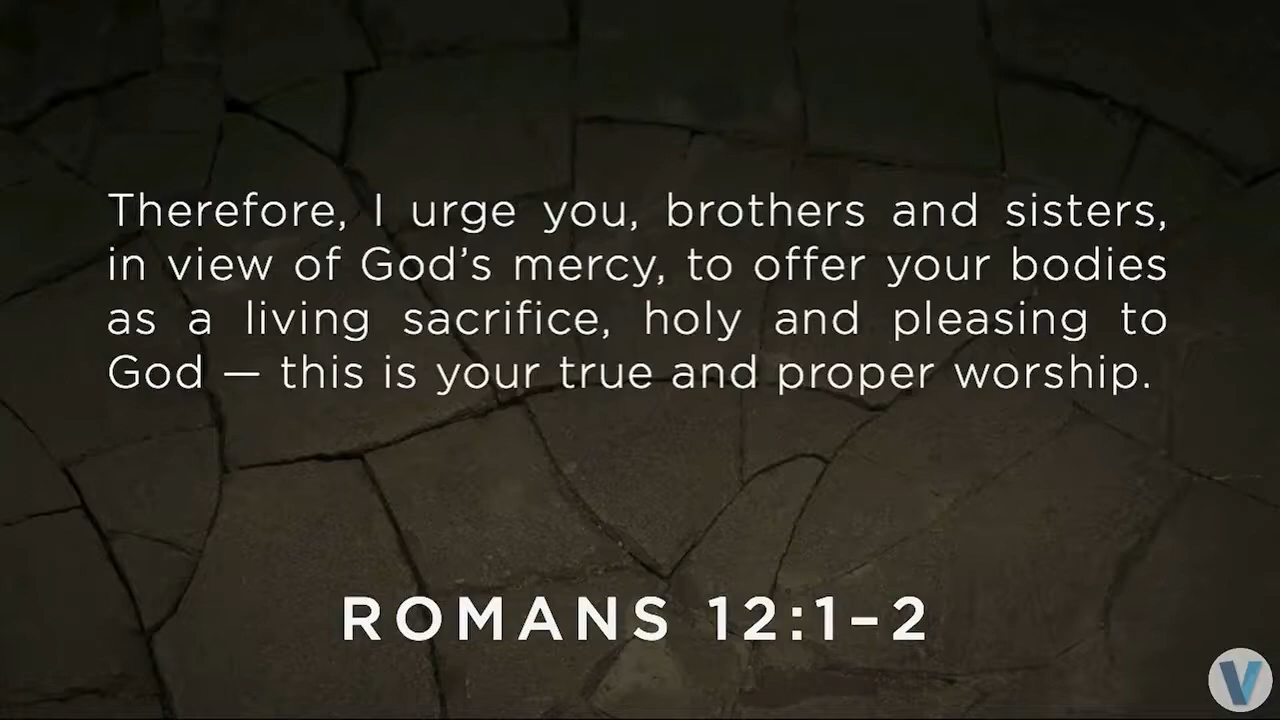 Therefore, I urge you, brothers and sisters,
in view of God’s mercy, to offer your bodies
as a living sacrifice, holy and pleasing to
God — this is your true and proper worship.
ROMANS 12:1–2
V